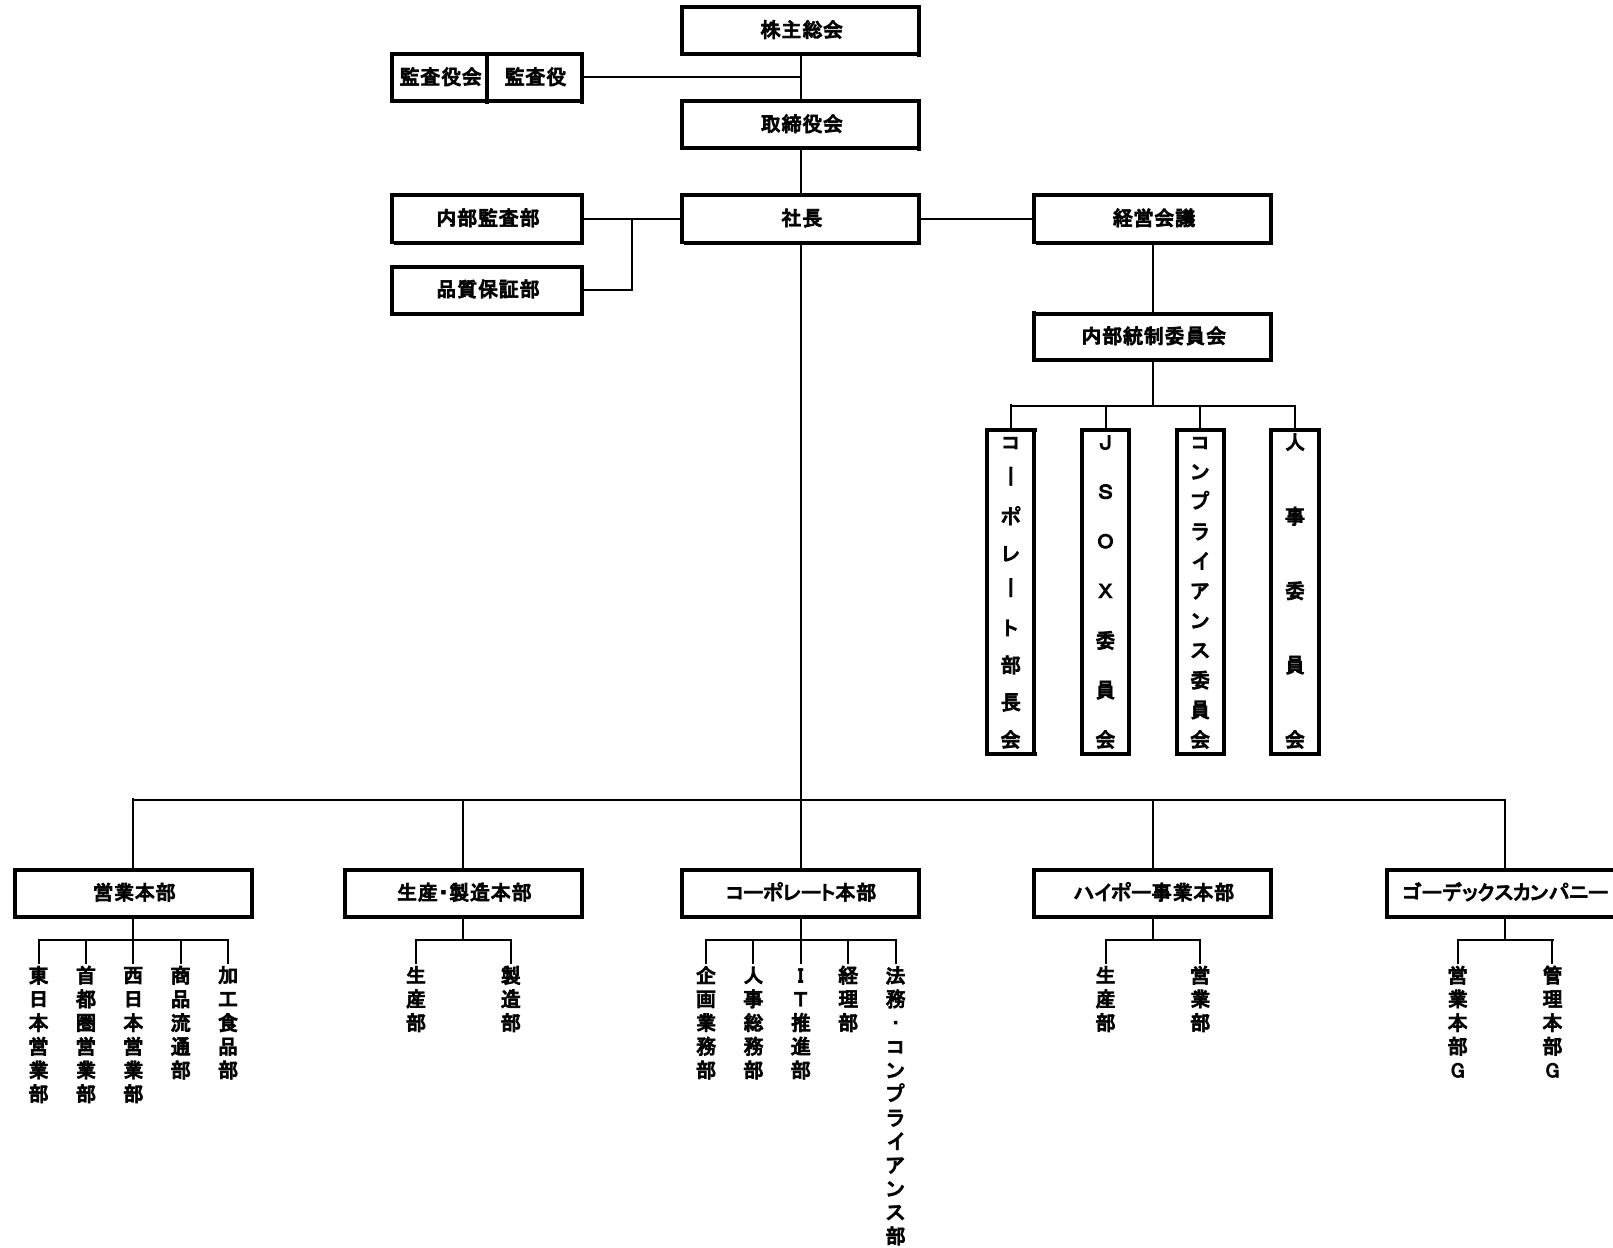 株主総会
監査役会
監査役
取締役会
内部監査部
社長
経営会議
品質保証部
内部統制委員会
コーポレート部長会
ＪＳＯＸ委員会
コンプライアンス委員会
人事委員会
営業本部
生産・製造本部
コーポレート本部
ハイポー事業本部
ゴーデックスカンパニー
東日本営業部
首都圏営業部
西日本営業部
商品流通部
加工食品部
生産部
製造部
企画業務部
人事総務部
ＩＴ推進部
経理部
法務・コンプライアンス部
生産部
営業部
営業本部Ｇ
管理本部Ｇ